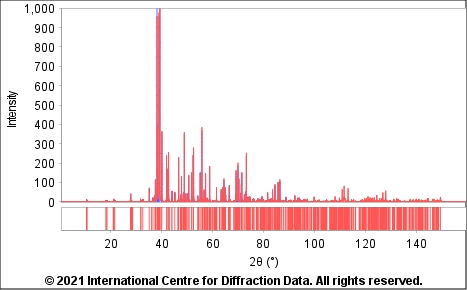 1,000
900
800
700
600
500
400
300
200
100
0
Intensity
20 40 60 80 100 120 140
2θ (°)
© 2021 International Centre for Diffraction Data. All rights reserved.